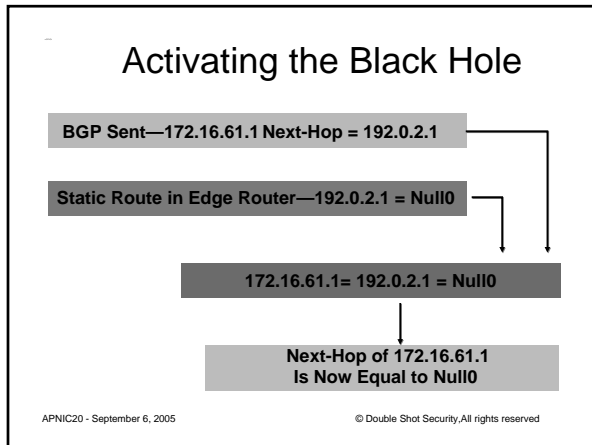 Activating the Black Hole
BGP Sent—172.16.61.1 Next-Hop = 192.0.2.1
Static Route in Edge Router—192.0.2.1 = Null0
172.16.61.1= 192.0.2.1 = Null0
Next-Hop of 172.16.61.1
Is Now Equal to Null0
APNIC20 - September 6, 2005
© Double Shot Security,All rights reserved